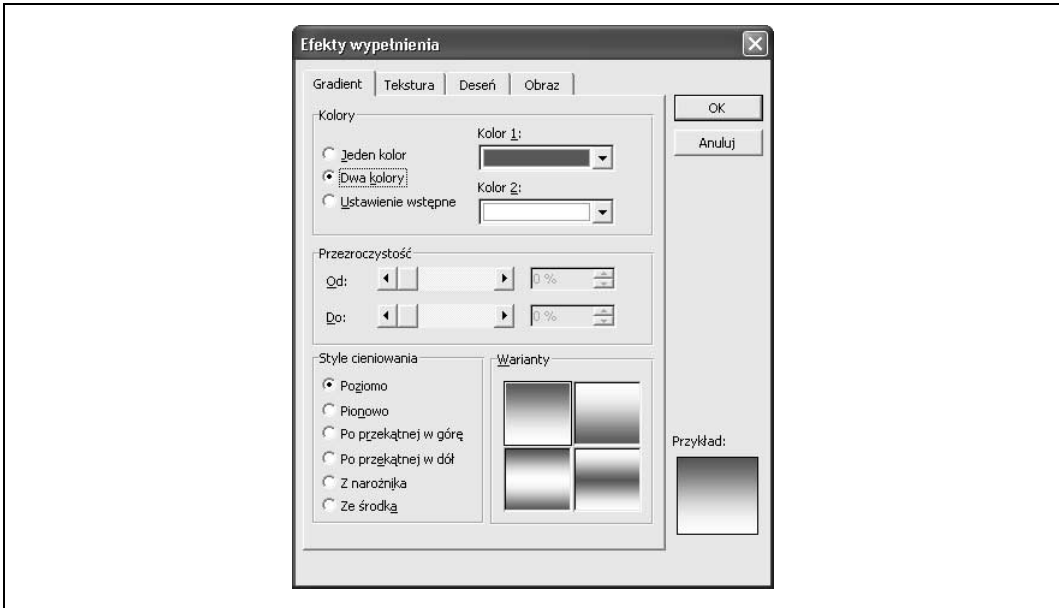 Efekty wypełnienia
Gradient Tekstura Deseń Obraz
OK
Anuluj
Kolory
Jeden kolor
Dwa kolory
Ustawienie wstępne
Kolor 1:
Kolor 2:
Przezroczystość
Od: 0 %
Do: 0 %
Style cieniowania
Poziomo
Pionowo
Po przekątnej w górę
Po przekątnej w dół
Z narożnika
Ze środka
Warianty
Przykład: